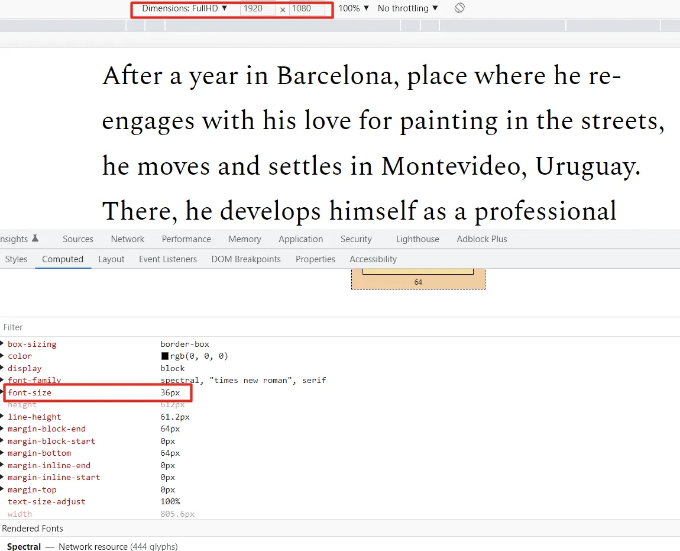 Dimensions: FullHD ▼ 1920 × 1080 100% ▼ No throttling ▼
After a year in Barcelona, place where he re-
engages with his love for painting in the streets,
he moves and settles in Montevideo, Uruguay.
There, he develops himself as a professional
nsights Sources Network Performance Memory Application Security Lighthouse Adblock Plus
Styles Computed Layout Event Listeners DOM Breakpoints Properties Accessibility
64
Filter
box-sizing border-box
color rgb(0, 0, 0)
display block
font-family spectral, "times new roman", serif
font-size 36px
height 612px
line-height 61.2px
margin-block-end 64px
margin-block-start 0px
margin-bottom 64px
margin-inline-end 0px
margin-inline-start 0px
margin-top 0px
text-size-adjust 100%
width 805.6px
Rendered Fonts
Spectral — Network resource (444 glyphs)